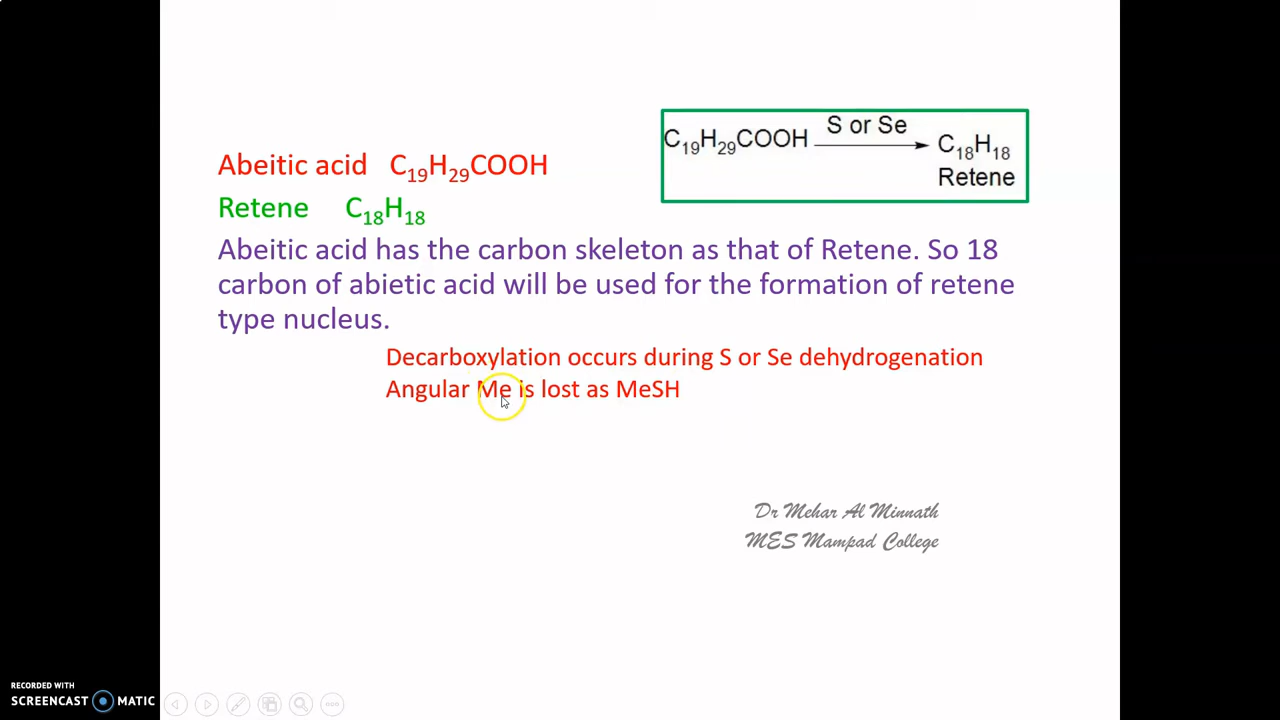 C₁₉H₂₉COOH S or Se C₁₈H₁₈
Retene
Abeitic acid C₁₉H₂₉COOH
Retene C₁₈H₁₈
Abeitic acid has the carbon skeleton as that of Retene. So 18
carbon of abietic acid will be used for the formation of retene
type nucleus.
Decarboxylation occurs during S or Se dehydrogenation
Angular Me is lost as MeSH
Dr Mehar Al Minnath
MES Mampad College
RECORDED WITH
SCREENCAST MATIC